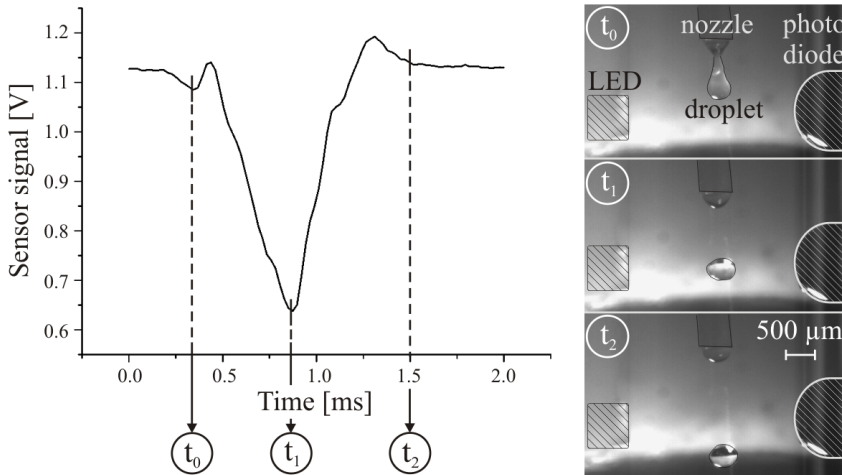 1.2
1.1
1.0
0.9
0.8
0.7
0.6
Sensor signal [V]
0.0 0.5 1.0 1.5 2.0
Time [ms]
t0 t1 t2
t0
nozzle
photo
diode
LED
droplet
t1
t2
500 µm